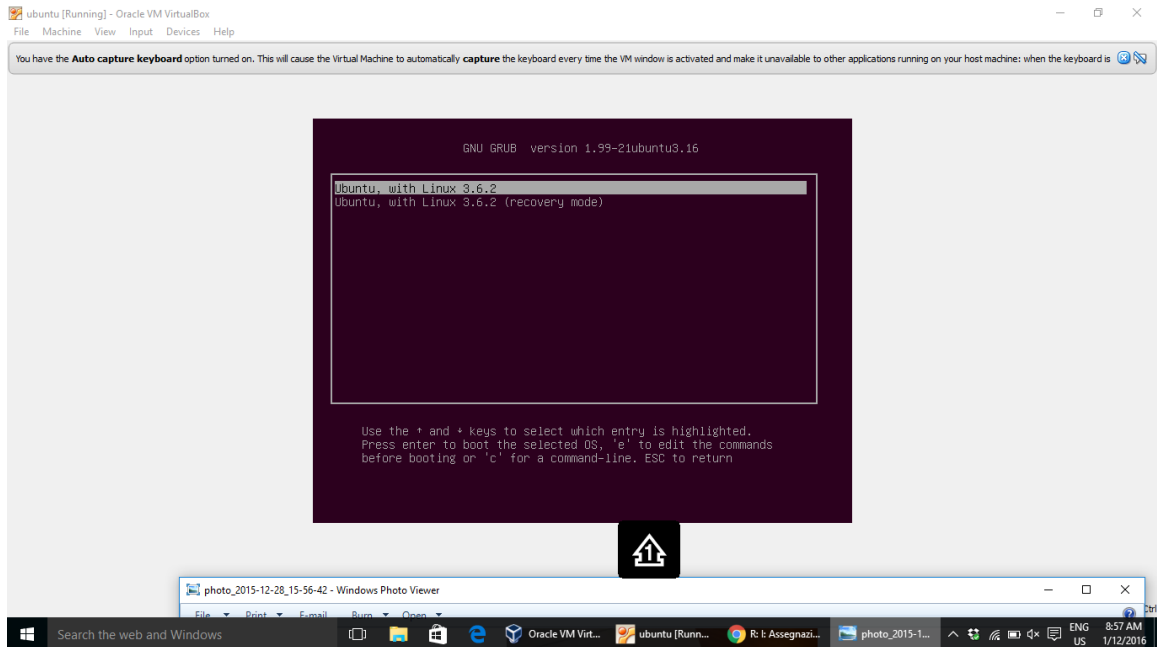 ubuntu [Running] - Oracle VM VirtualBox
File Machine View Input Devices Help
You have the Auto capture keyboard option turned on. This will cause the Virtual Machine to automatically capture the keyboard every time the VM window is activated and make it unavailable to other applications running on your host machine: when the keyboard is
GNU GRUB version 1.99-21ubuntu3.16
Ubuntu, with Linux 3.6.2
Ubuntu, with Linux 3.6.2 (recovery mode)
Use the ↑ and ↓ keys to select which entry is highlighted.
Press enter to boot the selected OS, 'e' to edit the commands
before booting or 'c' for a command-line. ESC to return
1
photo_2015-12-28_15-56-42 - Windows Photo Viewer
File Print E-mail Burn Open
Ctrl
Search the web and Windows
Oracle VM Virt...
ubuntu [Runn...
R: I: Assegnazi...
photo_2015-1...
ENG
US
8:57 AM
1/12/2016